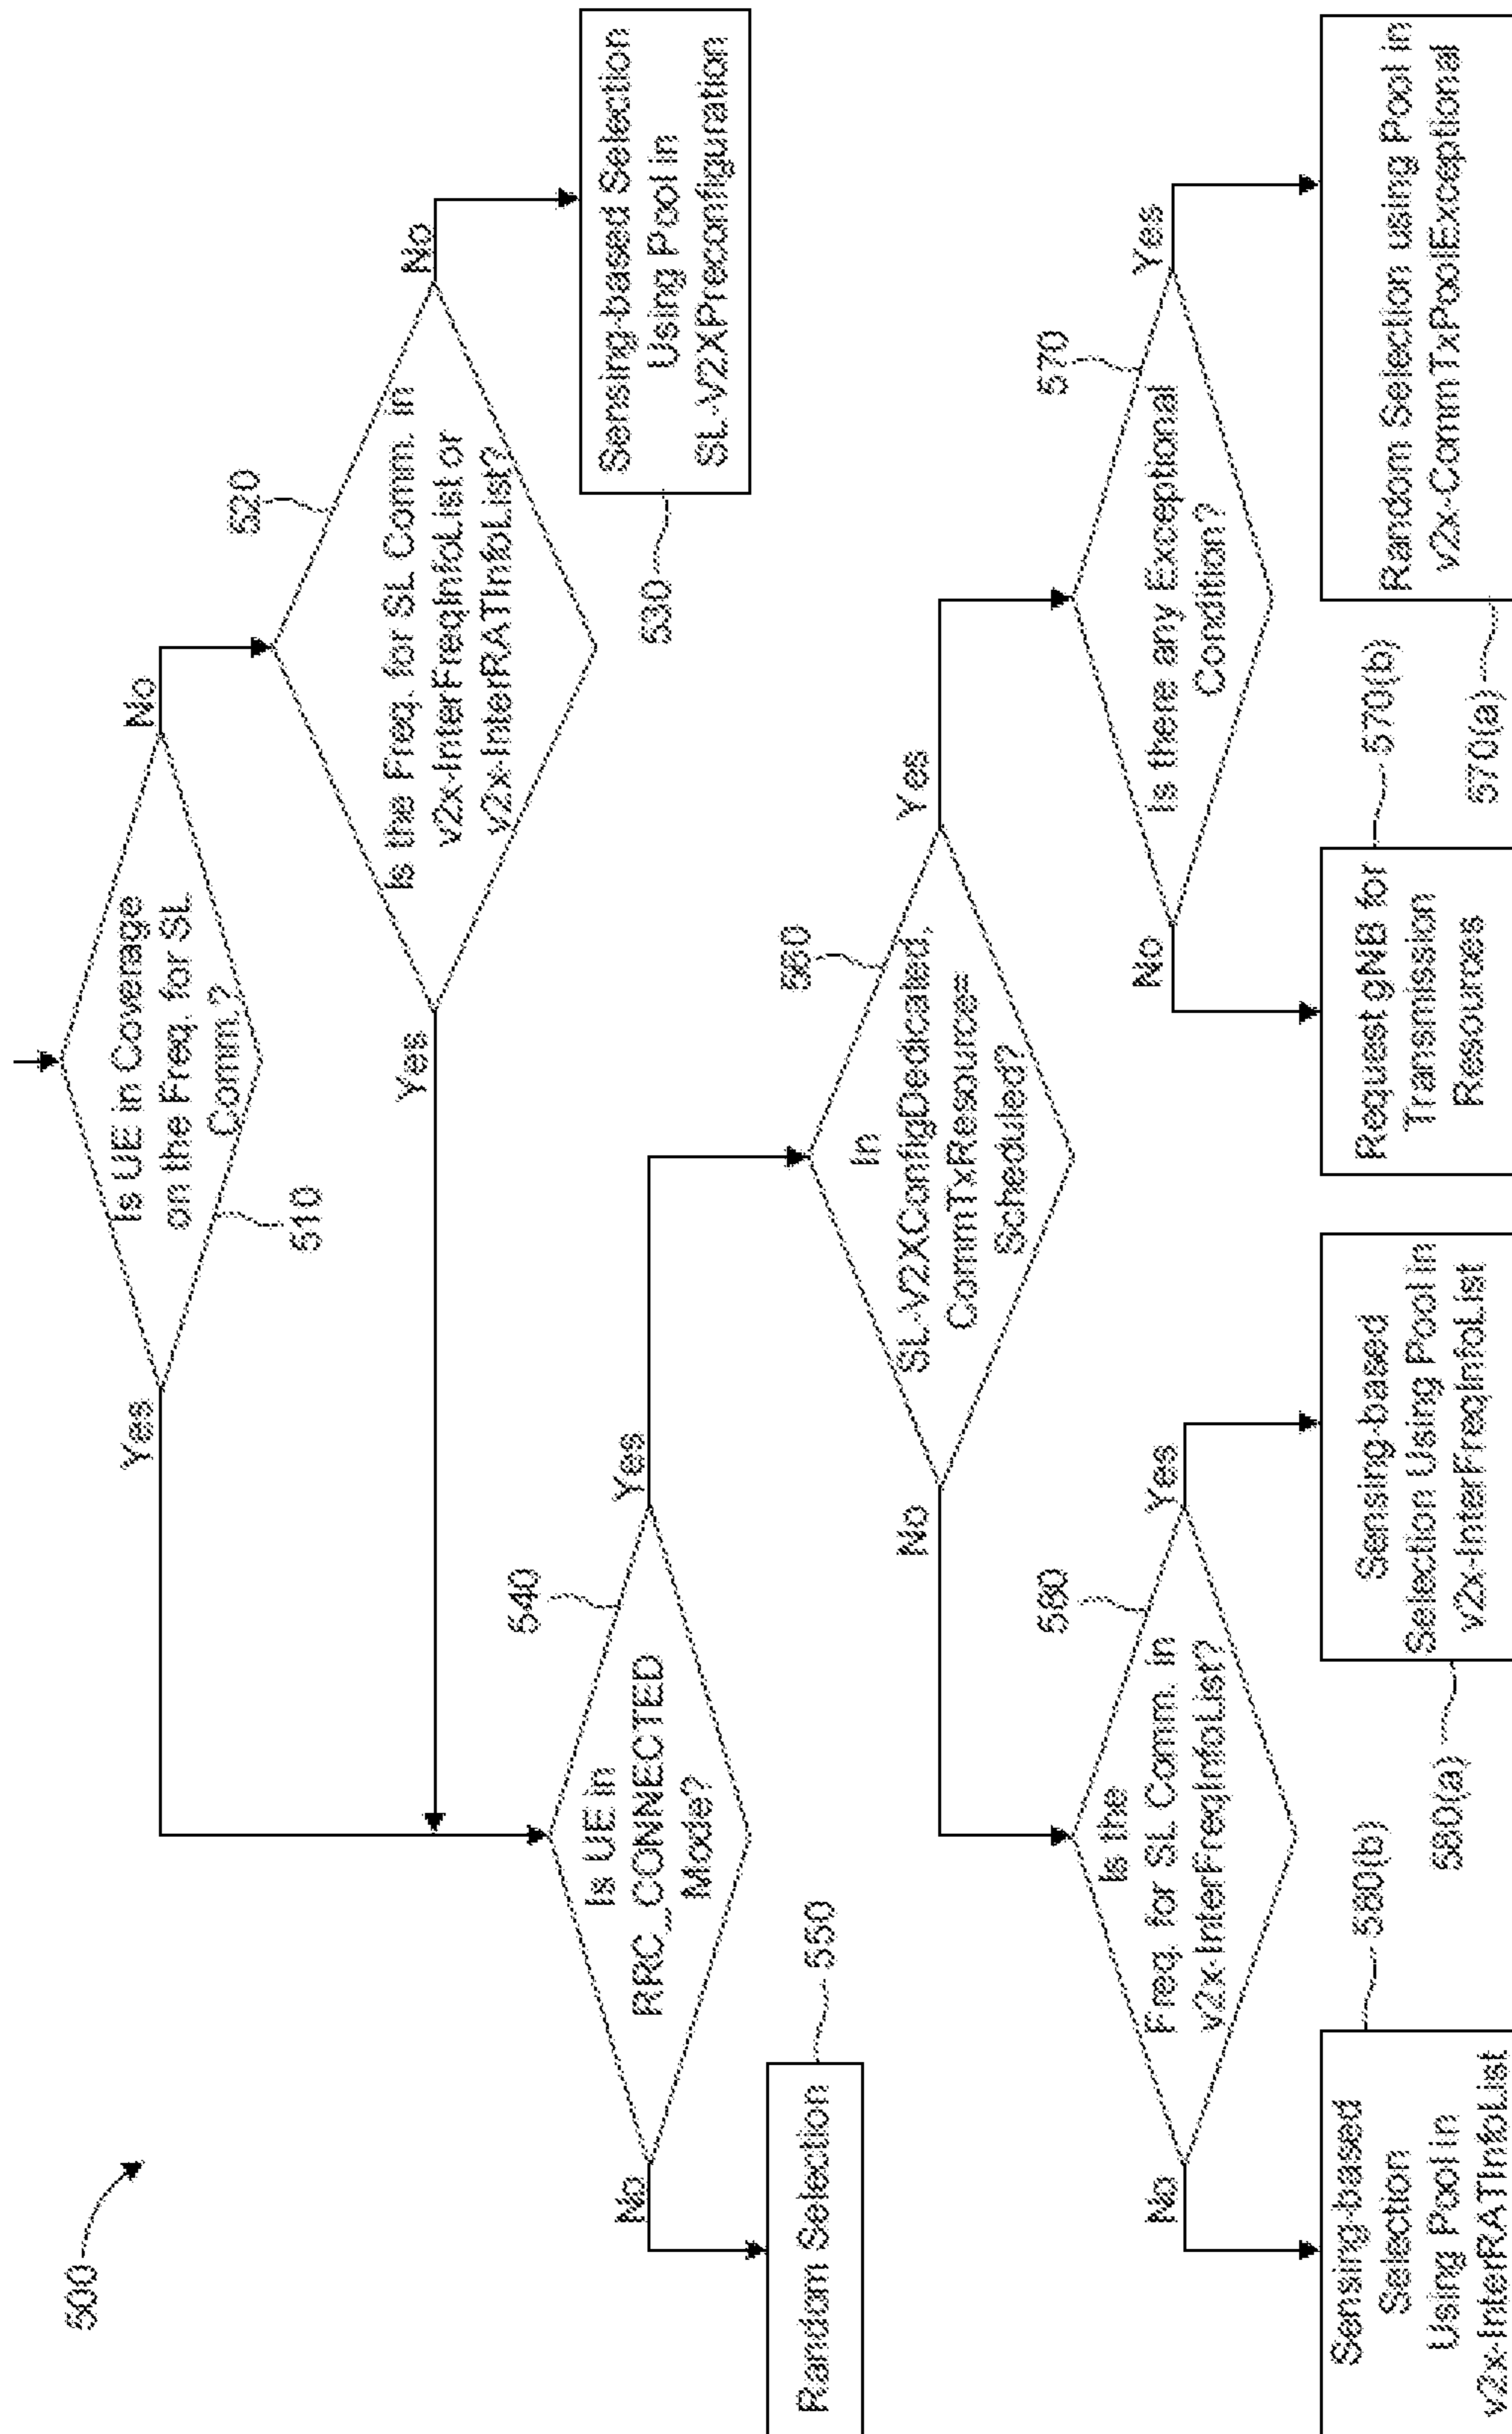 500
Is UE in Coverage
on the Freq. for SL
Comm.?
510
Yes
No
520
Is the Freq. for SL Comm. in
v2x-InterFreqInfoList or
v2x-InterRATInfoList?
Yes
No
530
Sensing-based Selection
Using Pool in
SL-V2XPreconfiguration
540
Is UE in
RRC_CONNECTED
Mode?
No
Yes
550
Random Selection
560
In
SL-V2XConfigDedicated,
CommTxResource=
Scheduled?
No
Yes
580
Is the
Freq. for SL Comm. in
v2x-InterFreqInfoList?
No
Yes
570
Is there any Exceptional
Condition?
No
Yes
580(b)
Sensing-based
Selection
Using Pool in
v2x-InterRATInfoList
580(a)
Sensing-based
Selection Using Pool in
v2x-InterFreqInfoList
570(b)
Request gNB for
Transmission
Resources
570(a)
Random Selection using Pool in
v2x-CommTxPoolExceptional